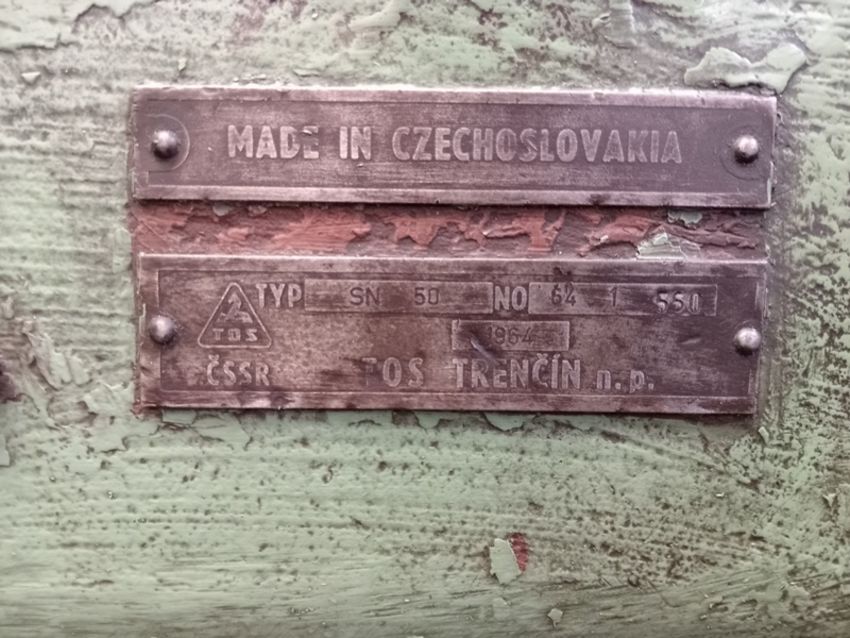 MADE IN CZECHOSLOVAKIA
TYP SN 50 NO 64 1 550
TOS
1964
ČSSR TOS TRENČÍN n.p.